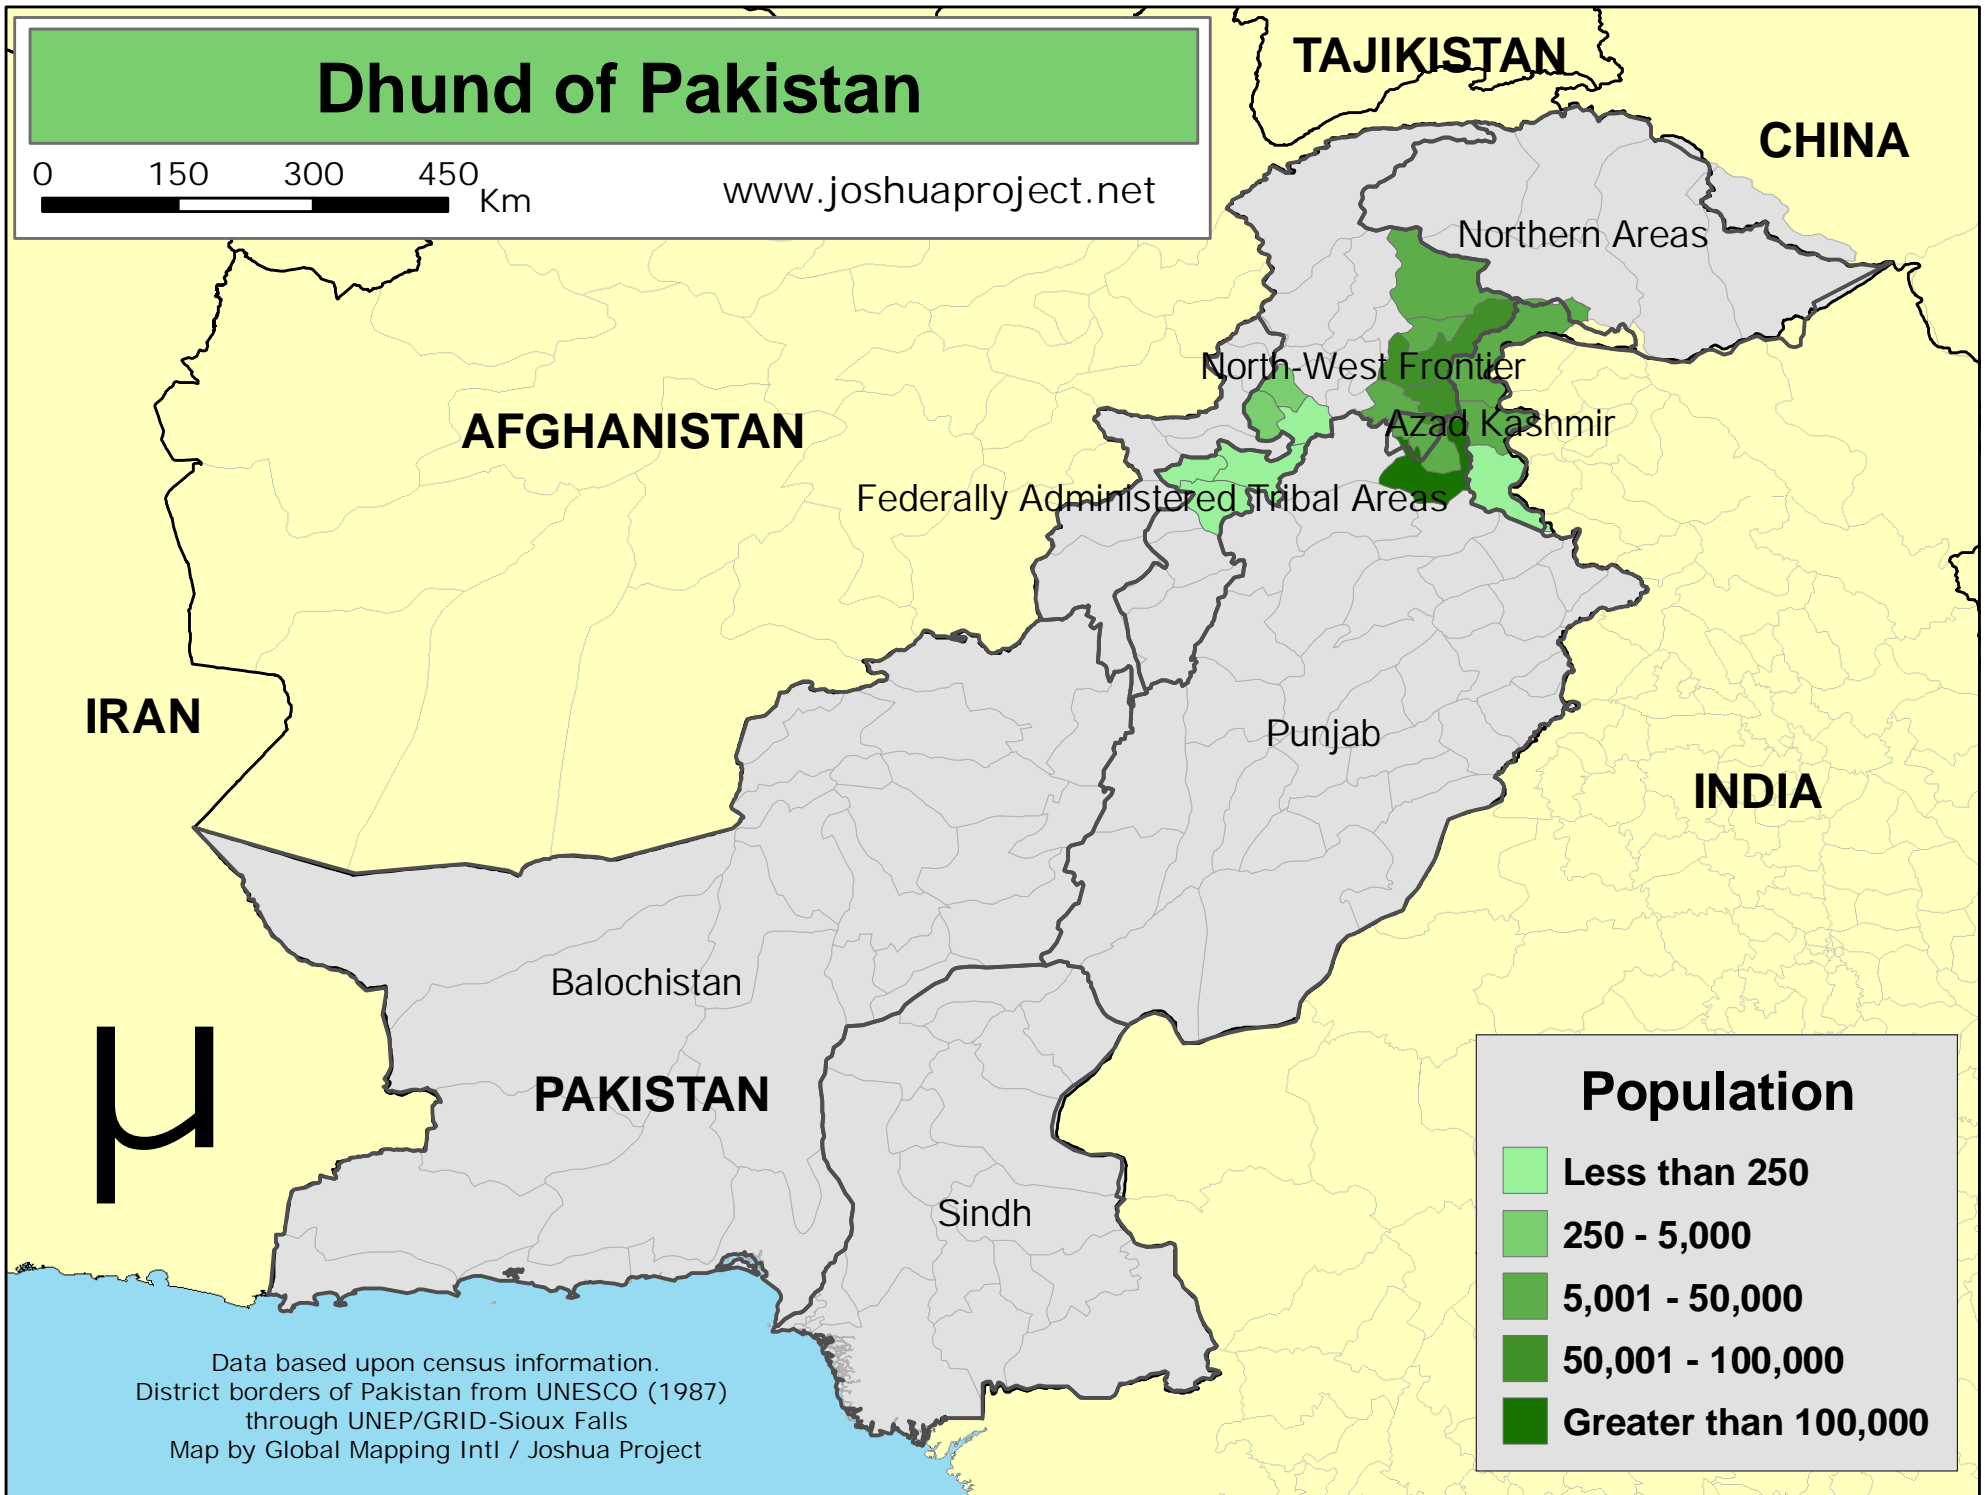 Dhund of Pakistan
0 150 300 450 Km
www.joshuaproject.net
TAJIKISTAN
CHINA
Northern Areas
North-West Frontier
AFGHANISTAN
Azad Kashmir
Federally Administered Tribal Areas
IRAN
Punjab
INDIA
Balochistan
PAKISTAN
Sindh
µ
Population
Less than 250
250 - 5,000
5,001 - 50,000
50,001 - 100,000
Greater than 100,000
Data based upon census information.
District borders of Pakistan from UNESCO (1987)
through UNEP/GRID-Sioux Falls
Map by Global Mapping Intl / Joshua Project